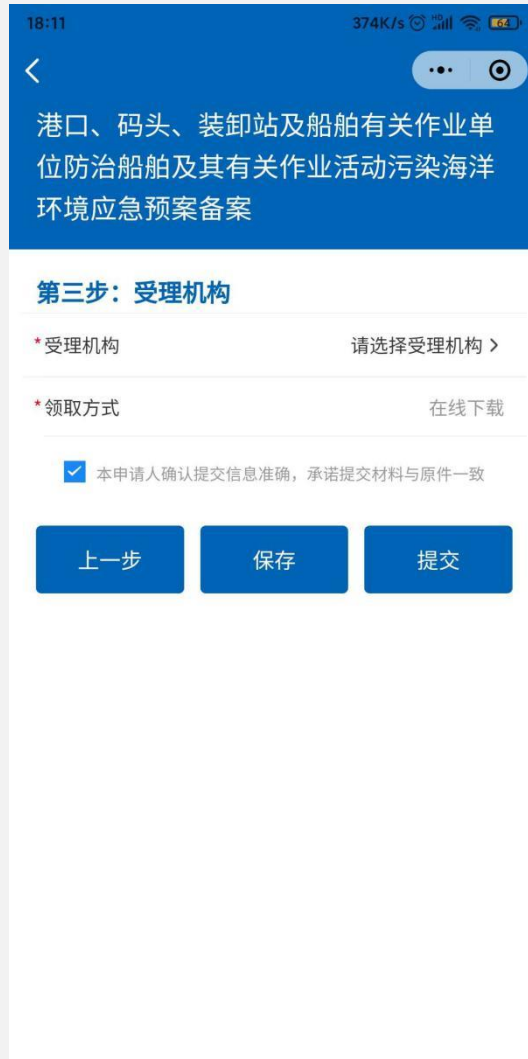 18:11
374K/s
64
港口、码头、装卸站及船舶有关作业单
位防治船舶及其有关作业活动污染海洋
环境应急预案备案
第三步：受理机构
*受理机构 请选择受理机构
*领取方式 在线下载
本申请人确认提交信息准确，承诺提交材料与原件一致
上一步 保存 提交